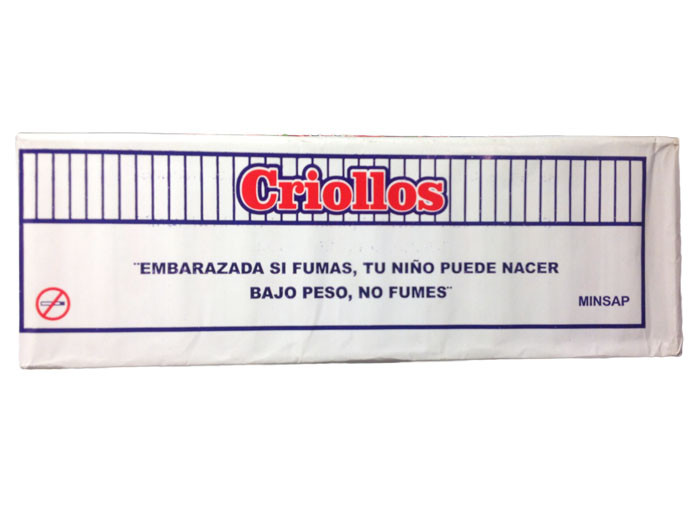 Criollos
¨EMBARAZADA SI FUMAS, TU NIÑO PUEDE NACER
BAJO PESO, NO FUMES¨
MINSAP